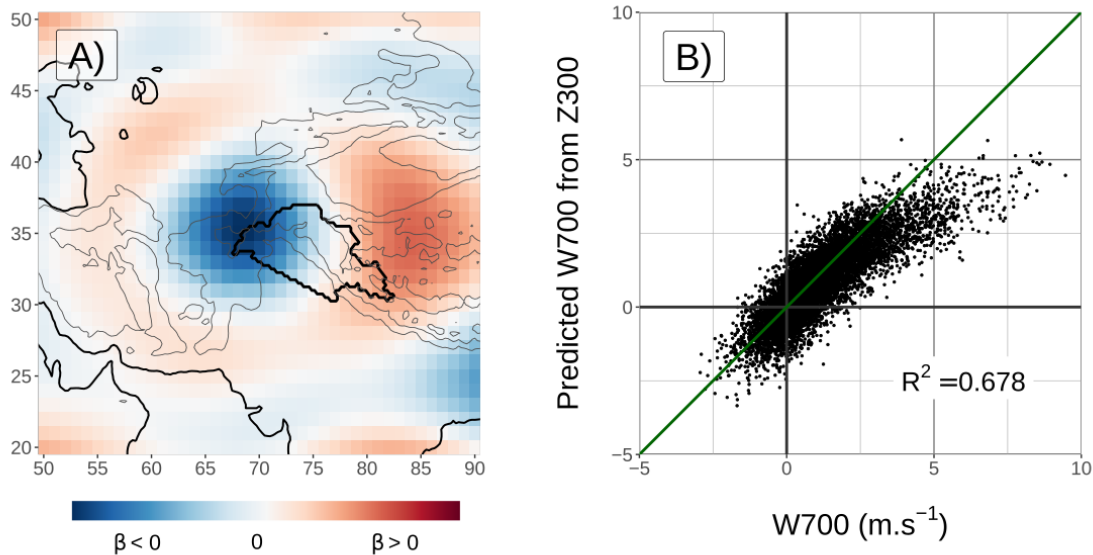 A)
50
45
40
35
30
25
20
50 55 60 65 70 75 80 85 90
β < 0 0 β > 0
B)
Predicted W700 from Z300
10
5
0
−5
R² =0.678
−5 0 5 10
W700 (m.s⁻¹)